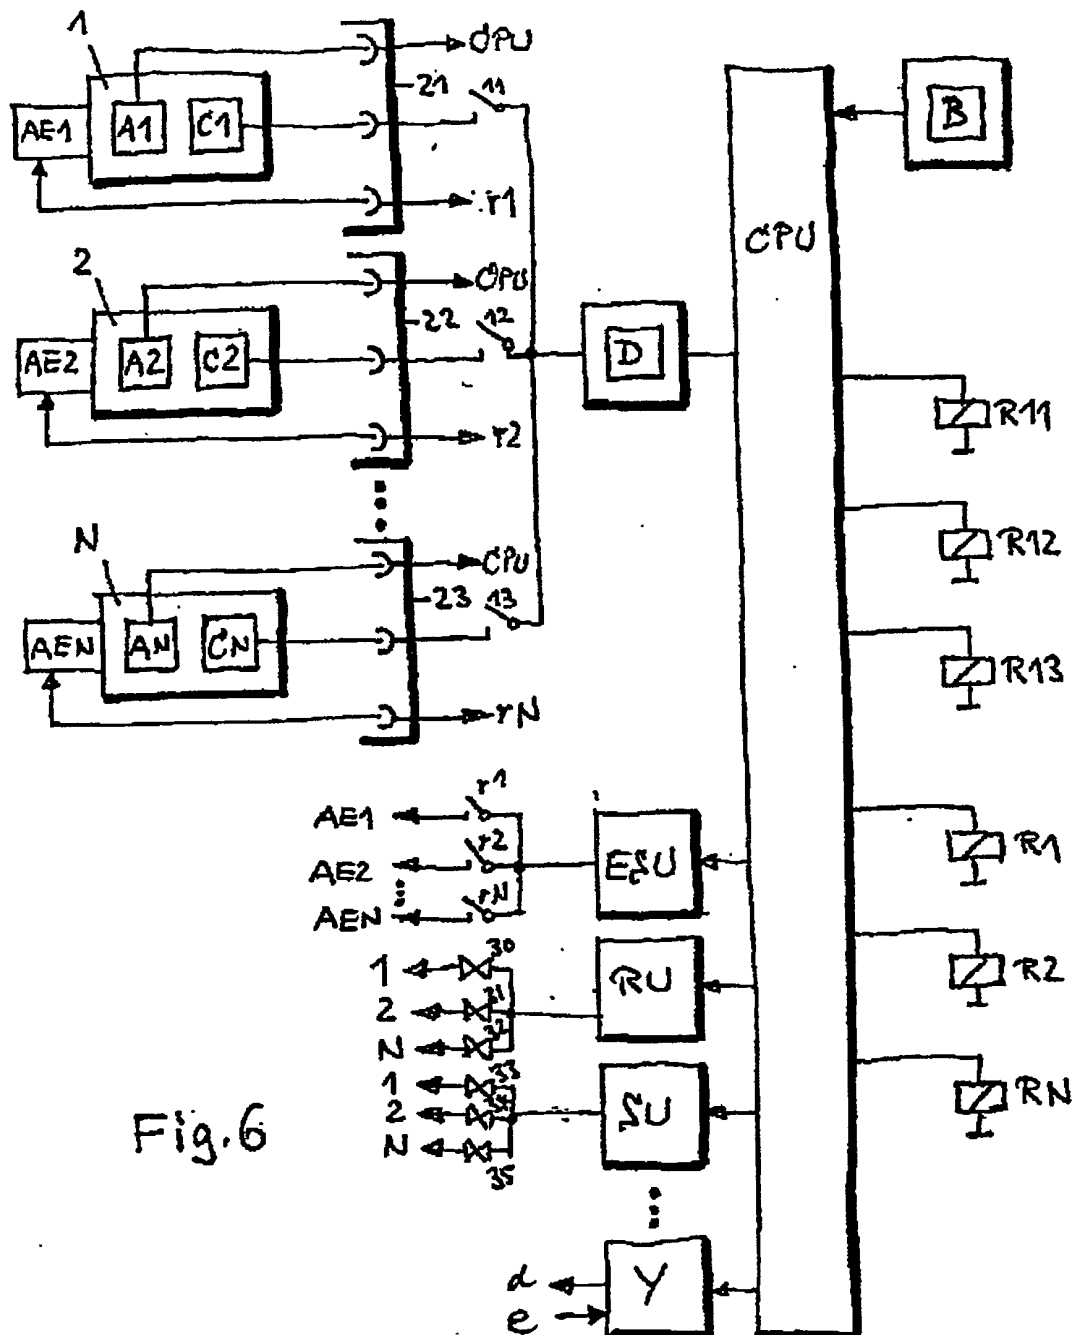 1
CPU
21
11
AE1
A1
C1
r1
B
CPU
2
CPU
22
12
AE2
A2
C2
D
r2
R11
N
CPU
R12
23
13
AEN
AN
CN
R13
rN
r1
AE1
r2
ESU
R1
AE2
rN
AEN
30
1
31
RU
R2
2
32
N
33
1
34
SU
RN
2
N
35
Fig.6
d
Y
e